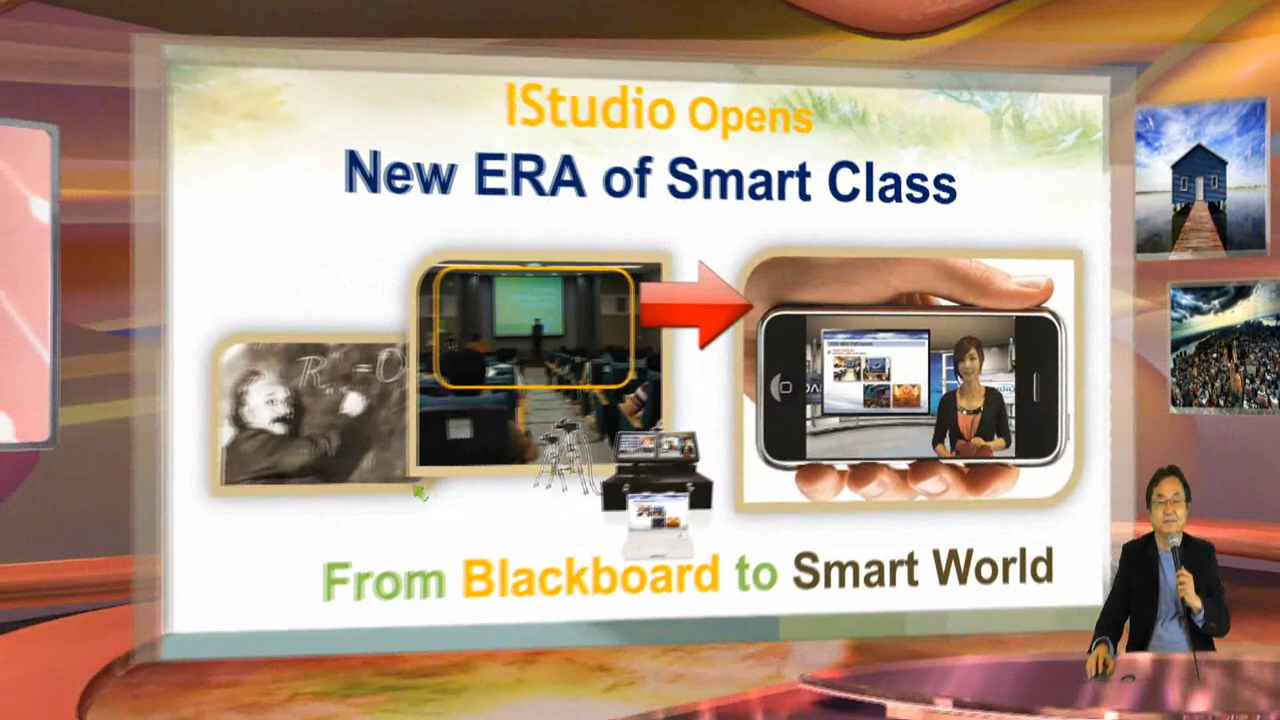 IStudio Opens
New ERA of Smart Class
R = O
From Blackboard to Smart World